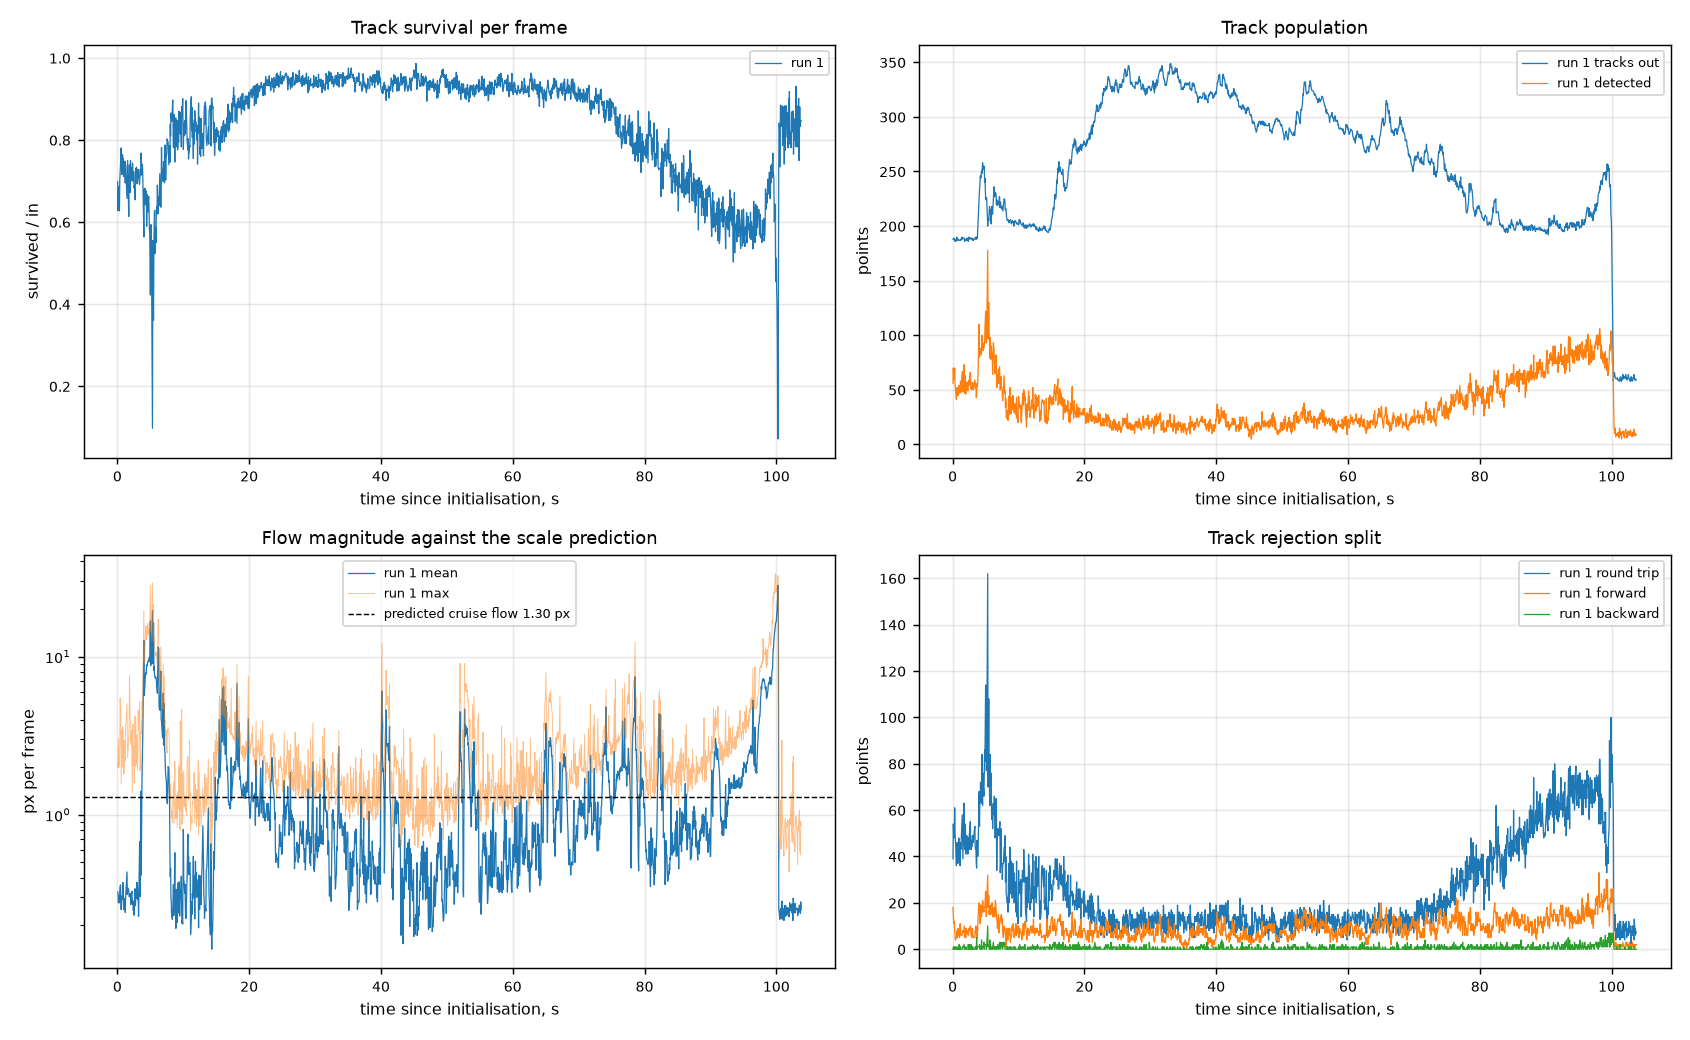 Track survival per frame
run 1
survived / in
1.0
0.8
0.6
0.4
0.2
0 20 40 60 80 100
time since initialisation, s
Track population
run 1 tracks out
run 1 detected
points
350
300
250
200
150
100
50
0
0 20 40 60 80 100
time since initialisation, s
Flow magnitude against the scale prediction
run 1 mean
run 1 max
predicted cruise flow 1.30 px
px per frame
10¹
10⁰
0 20 40 60 80 100
time since initialisation, s
Track rejection split
run 1 round trip
run 1 forward
run 1 backward
points
160
140
120
100
80
60
40
20
0
0 20 40 60 80 100
time since initialisation, s